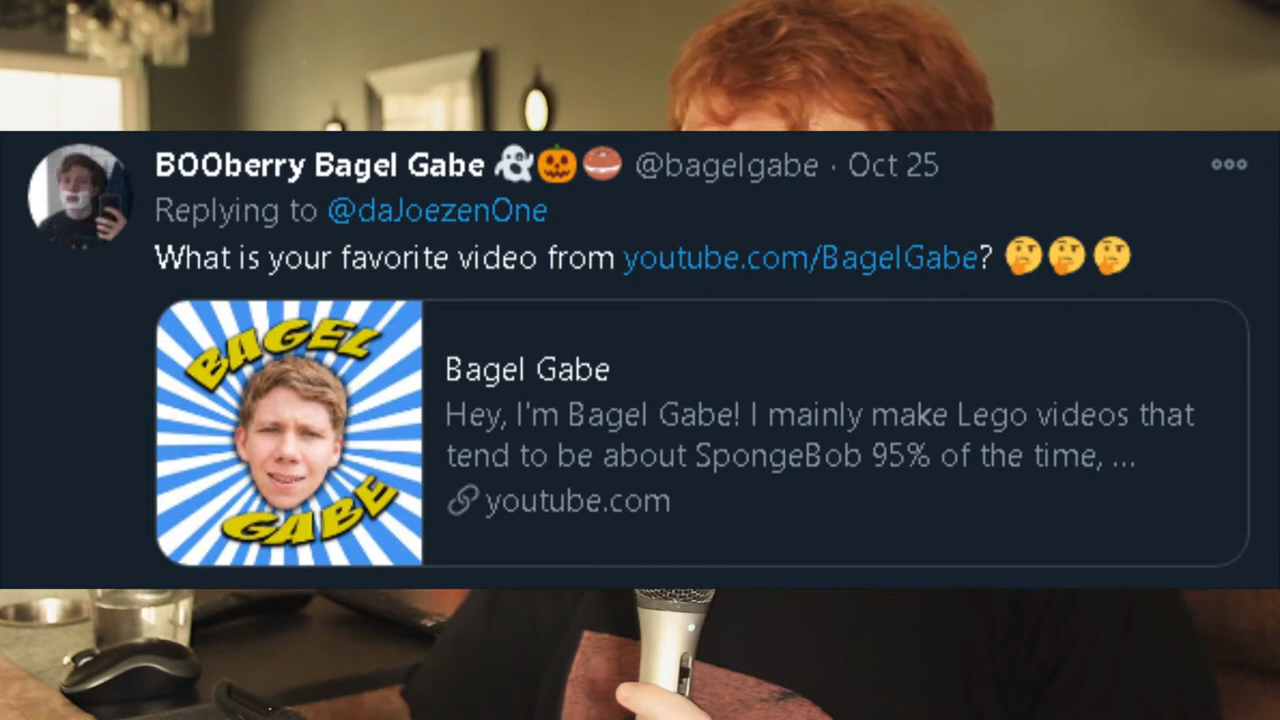 BOOberry Bagel Gabe 👻🎃🥯 @bagelgabe · Oct 25
Replying to @daJoezenOne
What is your favorite video from youtube.com/BagelGabe? 🤔🤔🤔
BAGEL
GABE
Bagel Gabe
Hey, I'm Bagel Gabe! I mainly make Lego videos that
tend to be about SpongeBob 95% of the time, ...
youtube.com